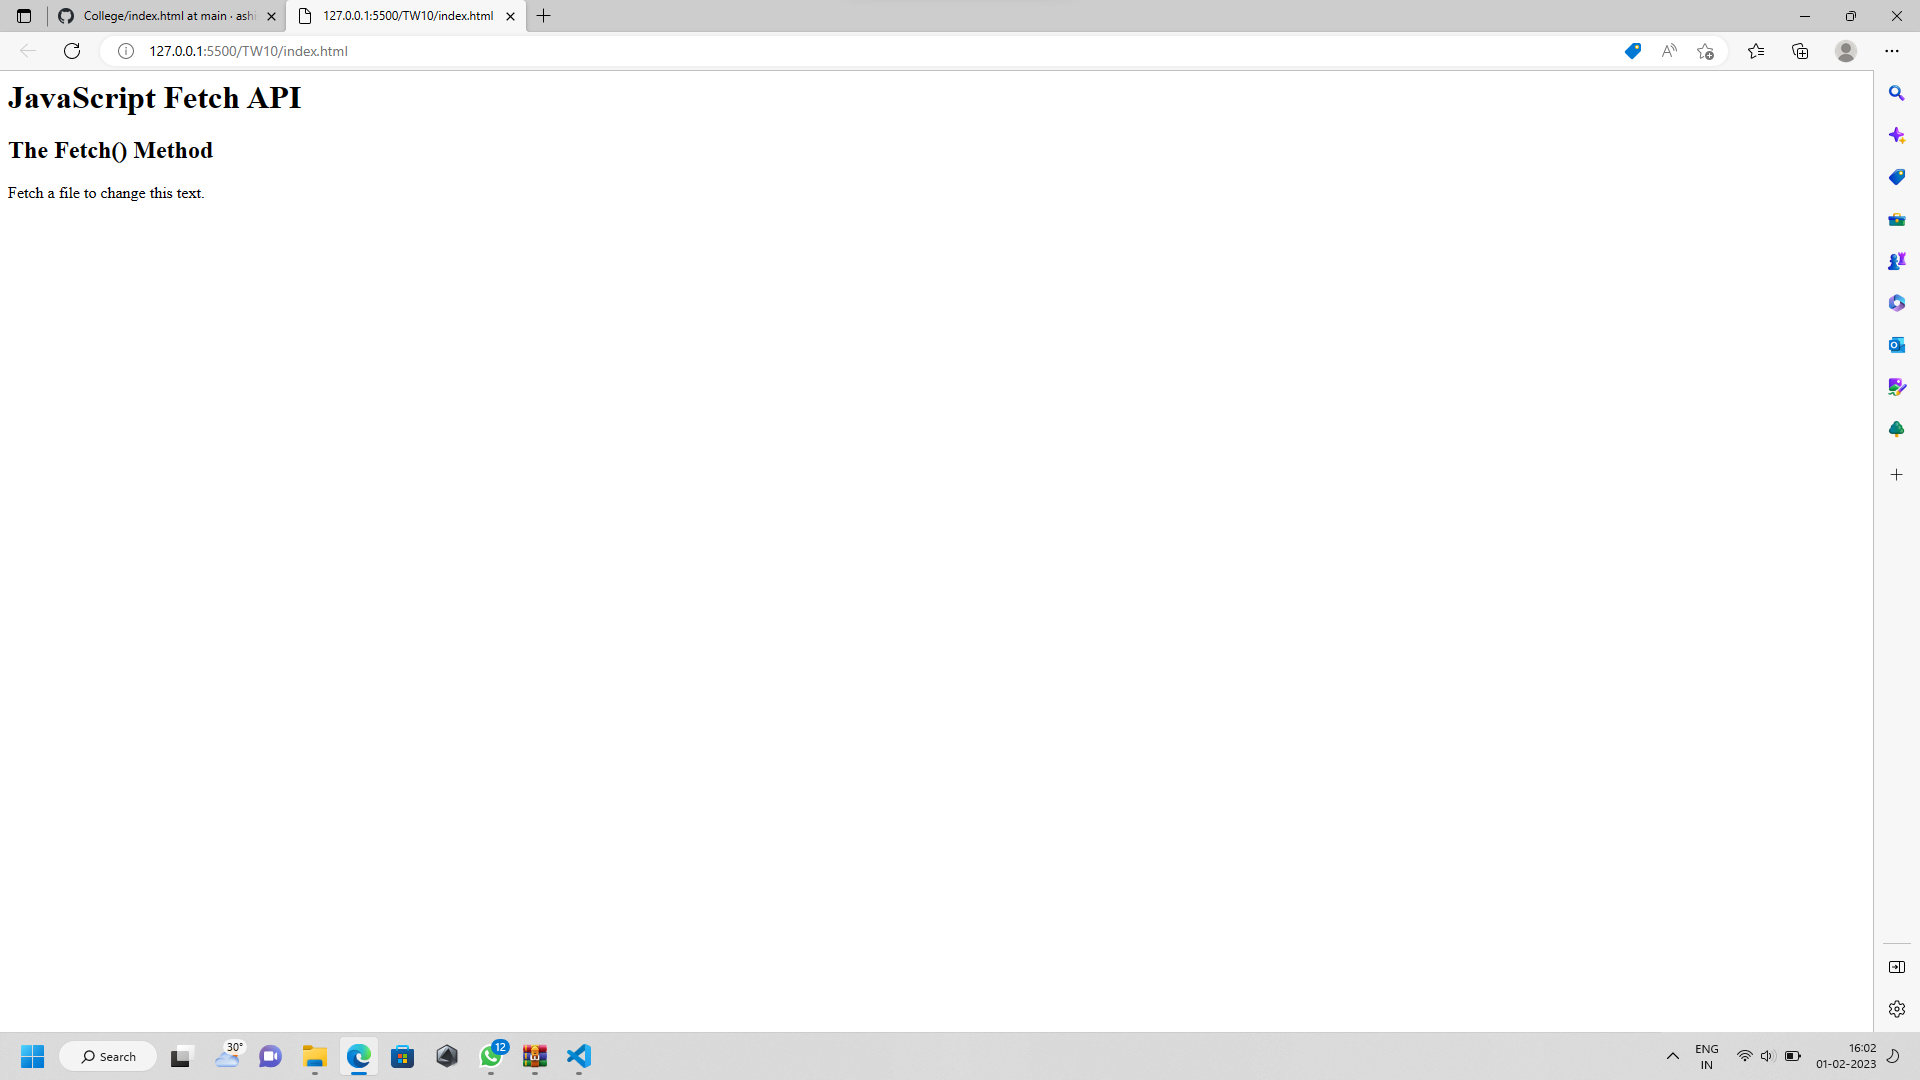 College/index.html at main · ashi
127.0.0.1:5500/TW10/index.html
127.0.0.1:5500/TW10/index.html
JavaScript Fetch API
The Fetch() Method
Fetch a file to change this text.
30°
Search
12
ENG
IN
16:02
01-02-2023